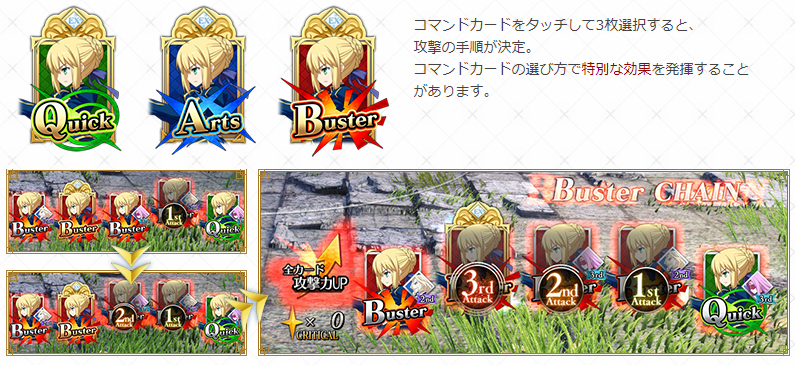 EX
EX
EX
Quick
Arts
Buster
コマンドカードをタッチして3枚選択すると、
攻撃の手順が決定。
コマンドカードの選び方で特別な効果を発揮すること
があります。
Buster
Buster
Buster
1st
Attack
Quick
Buster
Buster
2nd
Attack
1st
Attack
Quick
Buster CHAIN
EX
全カード
攻撃力UP
× 0
CRITICAL
Buster
2nd
3rd
Attack
2nd
Attack
3rd
1st
Attack
2nd
Quick
3rd